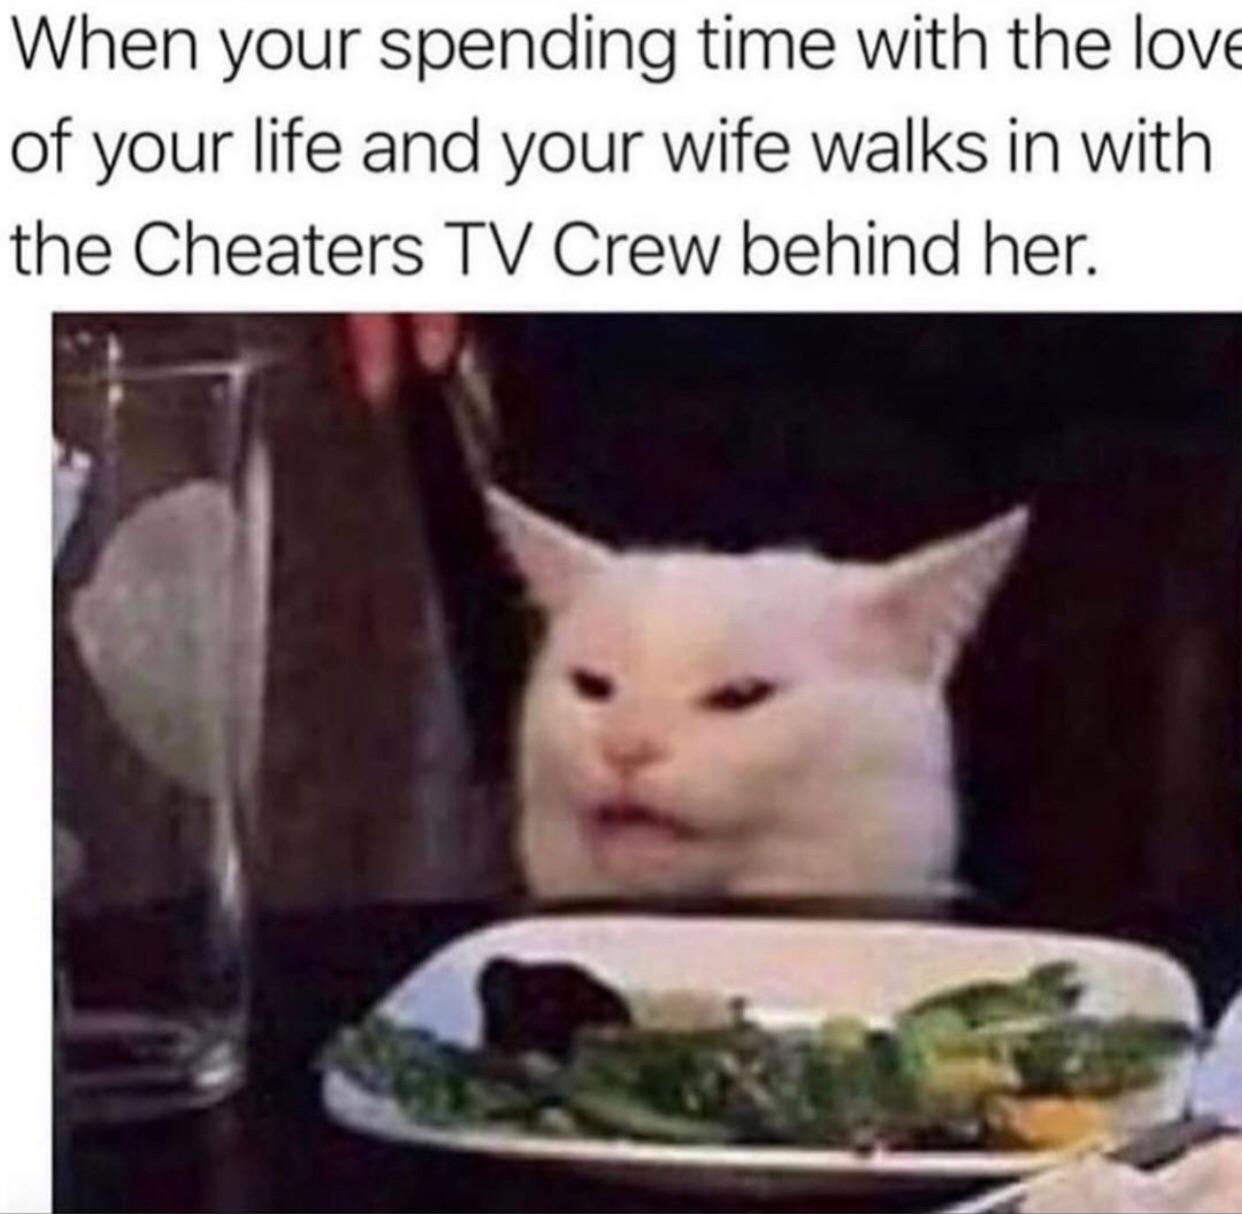 When your spending time with the love
of your life and your wife walks in with
the Cheaters TV Crew behind her.